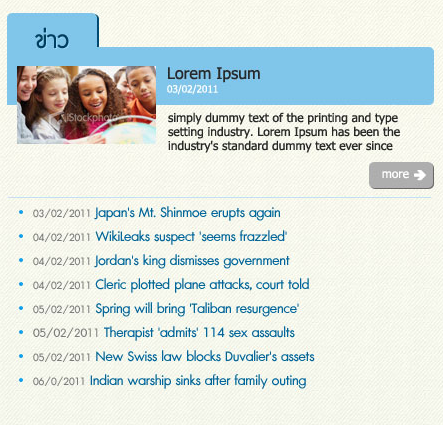 ข่าว
Lorem Ipsum
03/02/2011
iStockphoto
simply dummy text of the printing and type
setting industry. Lorem Ipsum has been the
industry's standard dummy text ever since
more
03/02/2011 Japan's Mt. Shinmoe erupts again
04/02/2011 WikiLeaks suspect 'seems frazzled'
04/02/2011 Jordan's king dismisses government
04/02/2011 Cleric plotted plane attacks, court told
05/02/2011 Spring will bring 'Taliban resurgence'
05/02/2011 Therapist 'admits' 114 sex assaults
05/02/2011 New Swiss law blocks Duvalier's assets
06/0/2011 Indian warship sinks after family outing